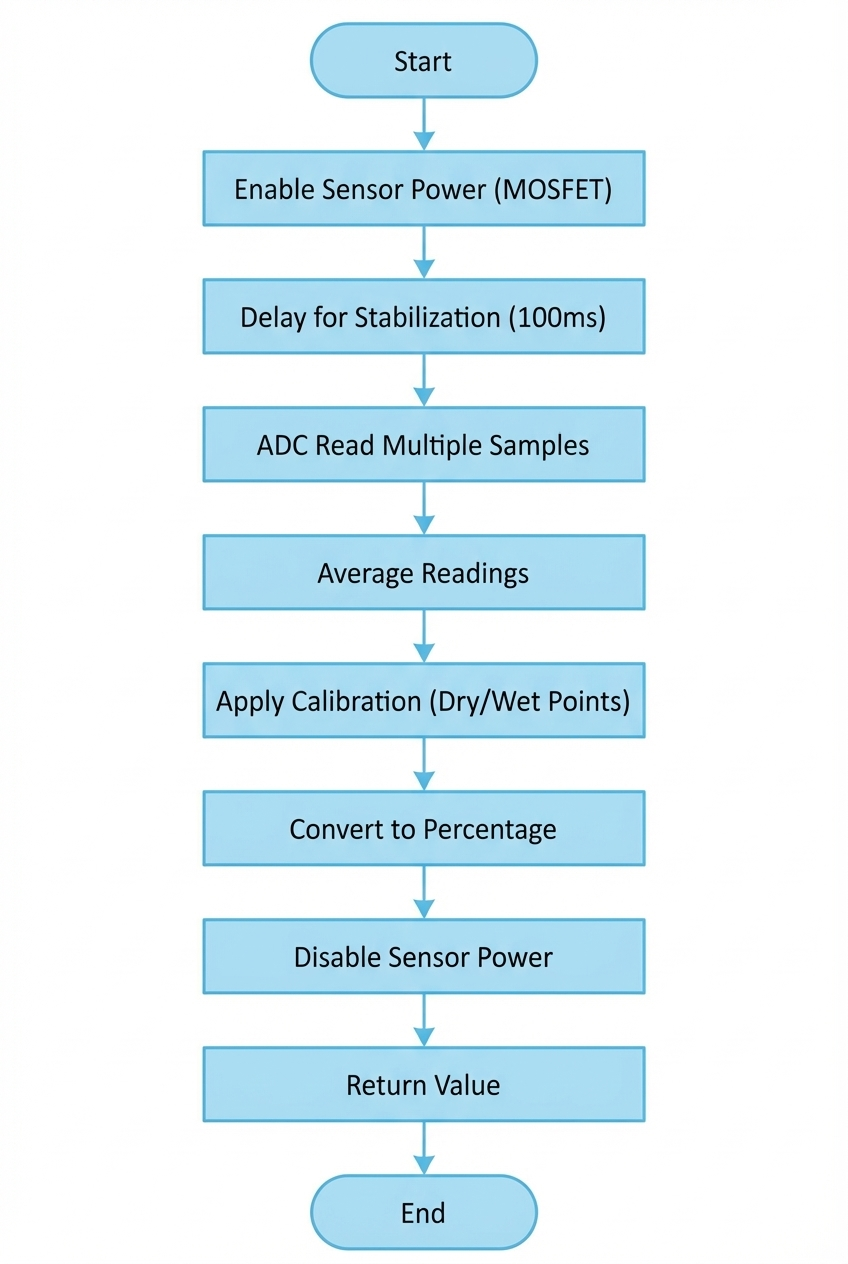 Start
Enable Sensor Power (MOSFET)
Delay for Stabilization (100ms)
ADC Read Multiple Samples
Average Readings
Apply Calibration (Dry/Wet Points)
Convert to Percentage
Disable Sensor Power
Return Value
End